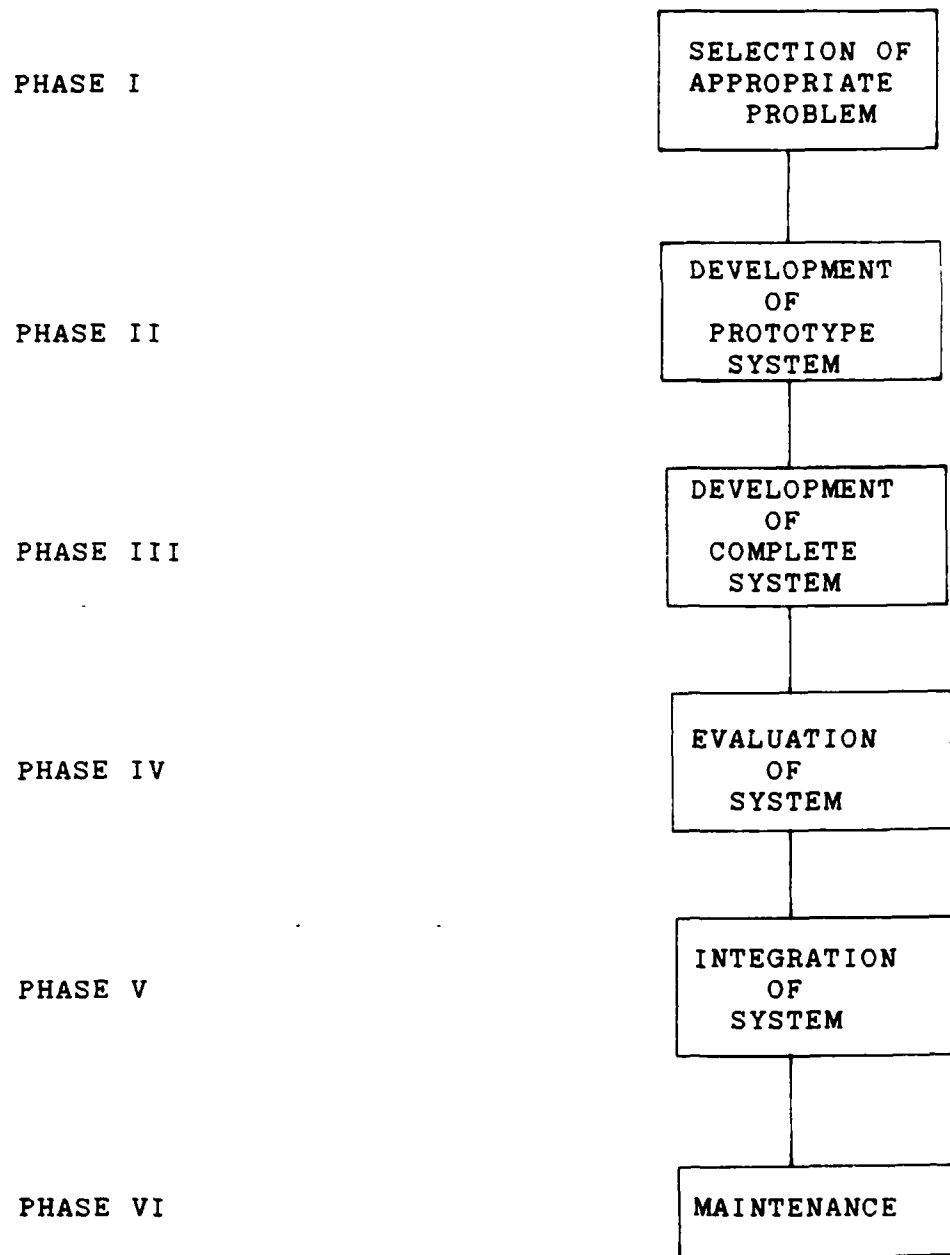 PHASE I
SELECTION OF
APPROPRIATE
PROBLEM
PHASE II
DEVELOPMENT
OF
PROTOTYPE
SYSTEM
PHASE III
DEVELOPMENT
OF
COMPLETE
SYSTEM
PHASE IV
EVALUATION
OF
SYSTEM
PHASE V
INTEGRATION
OF
SYSTEM
PHASE VI
MAINTENANCE